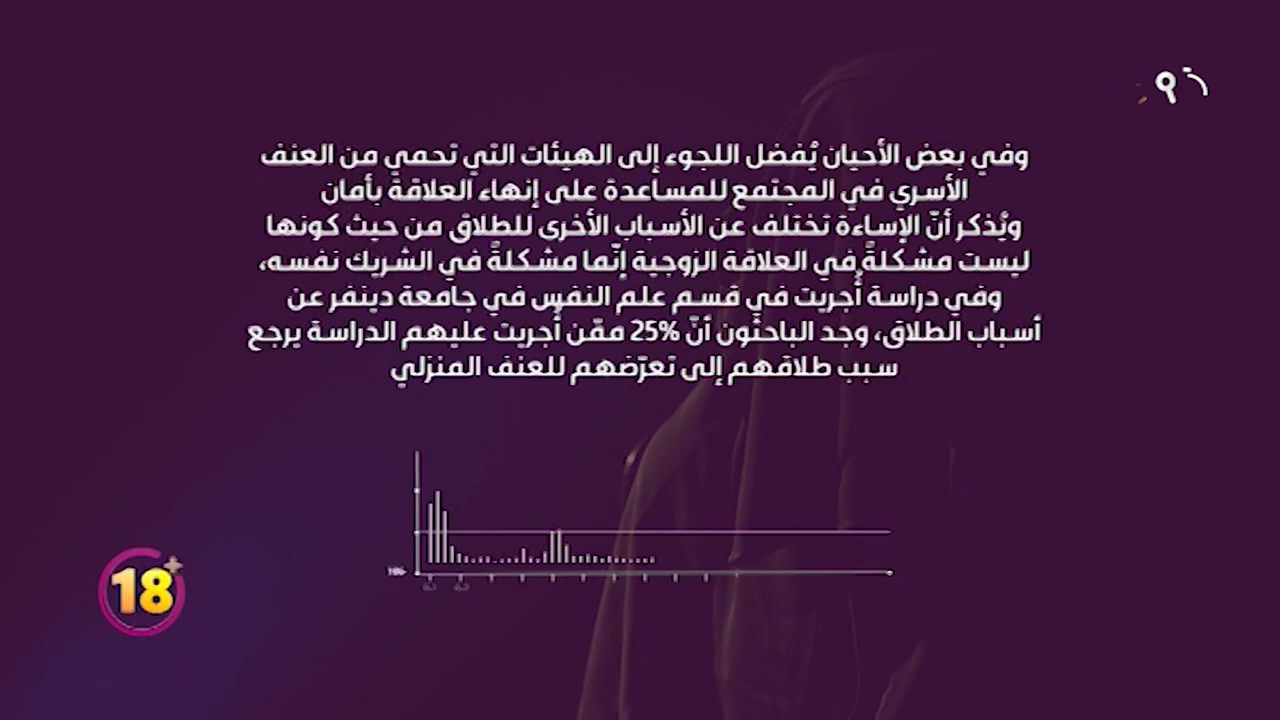 وفي بعض الأحيان يُفضل اللجوء إلى الهيئات التي تحمي من العنف
الأسري في المجتمع للمساعدة على إنهاء العلاقة بأمان
ويُذكر أنّ الإساءة تختلف عن الأسباب الأخرى للطلاق من حيث كونها
ليست مشكلةً في العلاقة الزوجية إنّما مشكلةً في الشريك نفسه،
وفي دراسة أُجريت في قسم علم النفس في جامعة دينفر عن
أسباب الطلاق، وجد الباحثون أنّ 25% ممّن أُجريت عليهم الدراسة يرجع
سبب طلاقهم إلى تعرّضهم للعنف المنزلي
18+